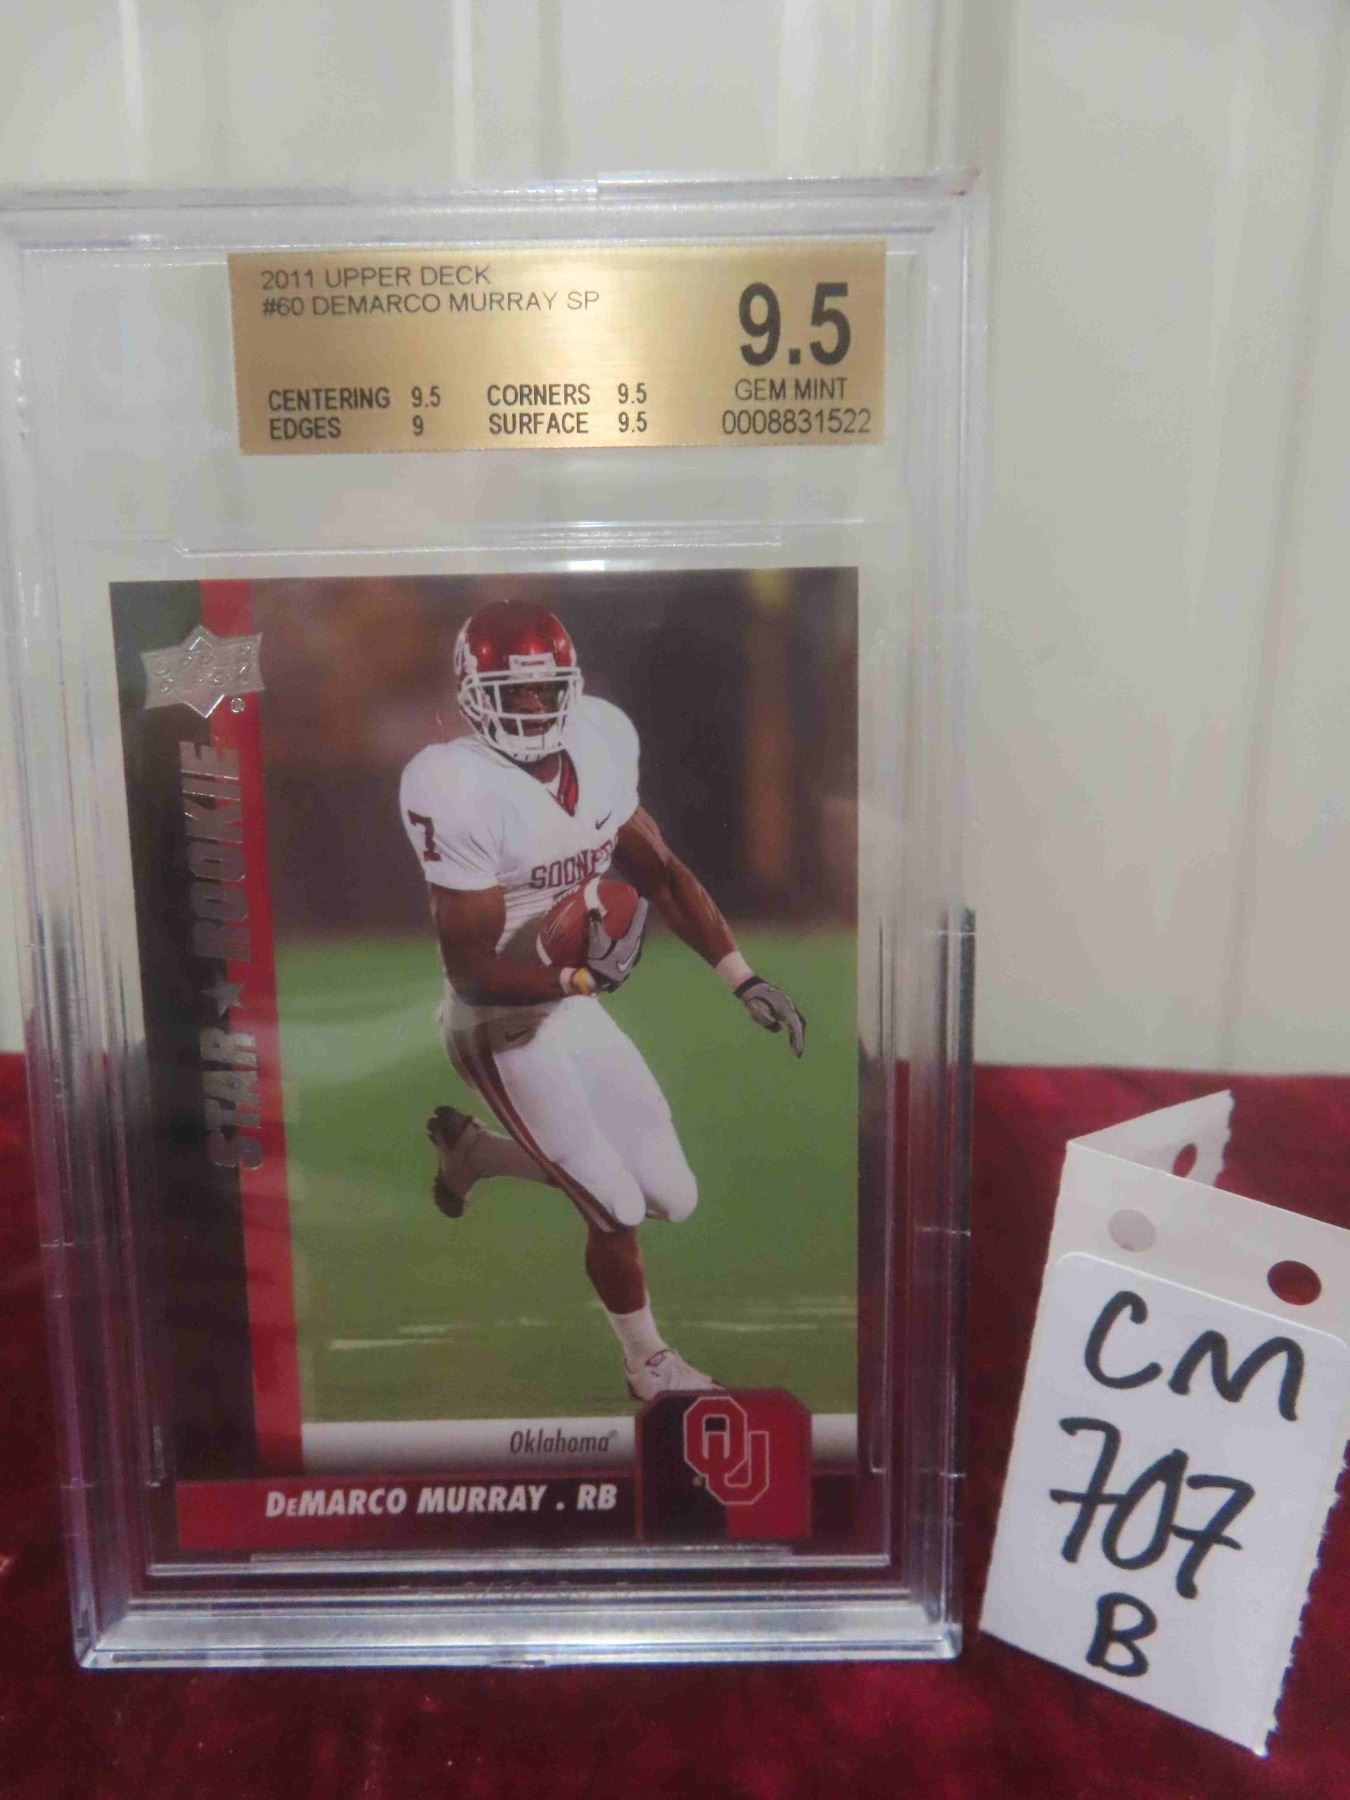 2011 UPPER DECK
#60 DEMARCO MURRAY SP
CENTERING 9.5 CORNERS 9.5
EDGES 9 SURFACE 9.5
9.5
GEM MINT
0008831522
UPPER DECK
STAR ★ ROOKIE
7
SOONERS
Oklahoma®
OU
DeMARCO MURRAY . RB
CM
707
B